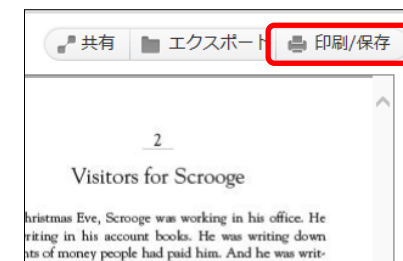 共有 エクスポート 印刷/保存
2
Visitors for Scrooge
hristmas Eve, Scrooge was working in his office. He
riting in his account books. He was writing down
nts of money people had paid him. And he was writ-